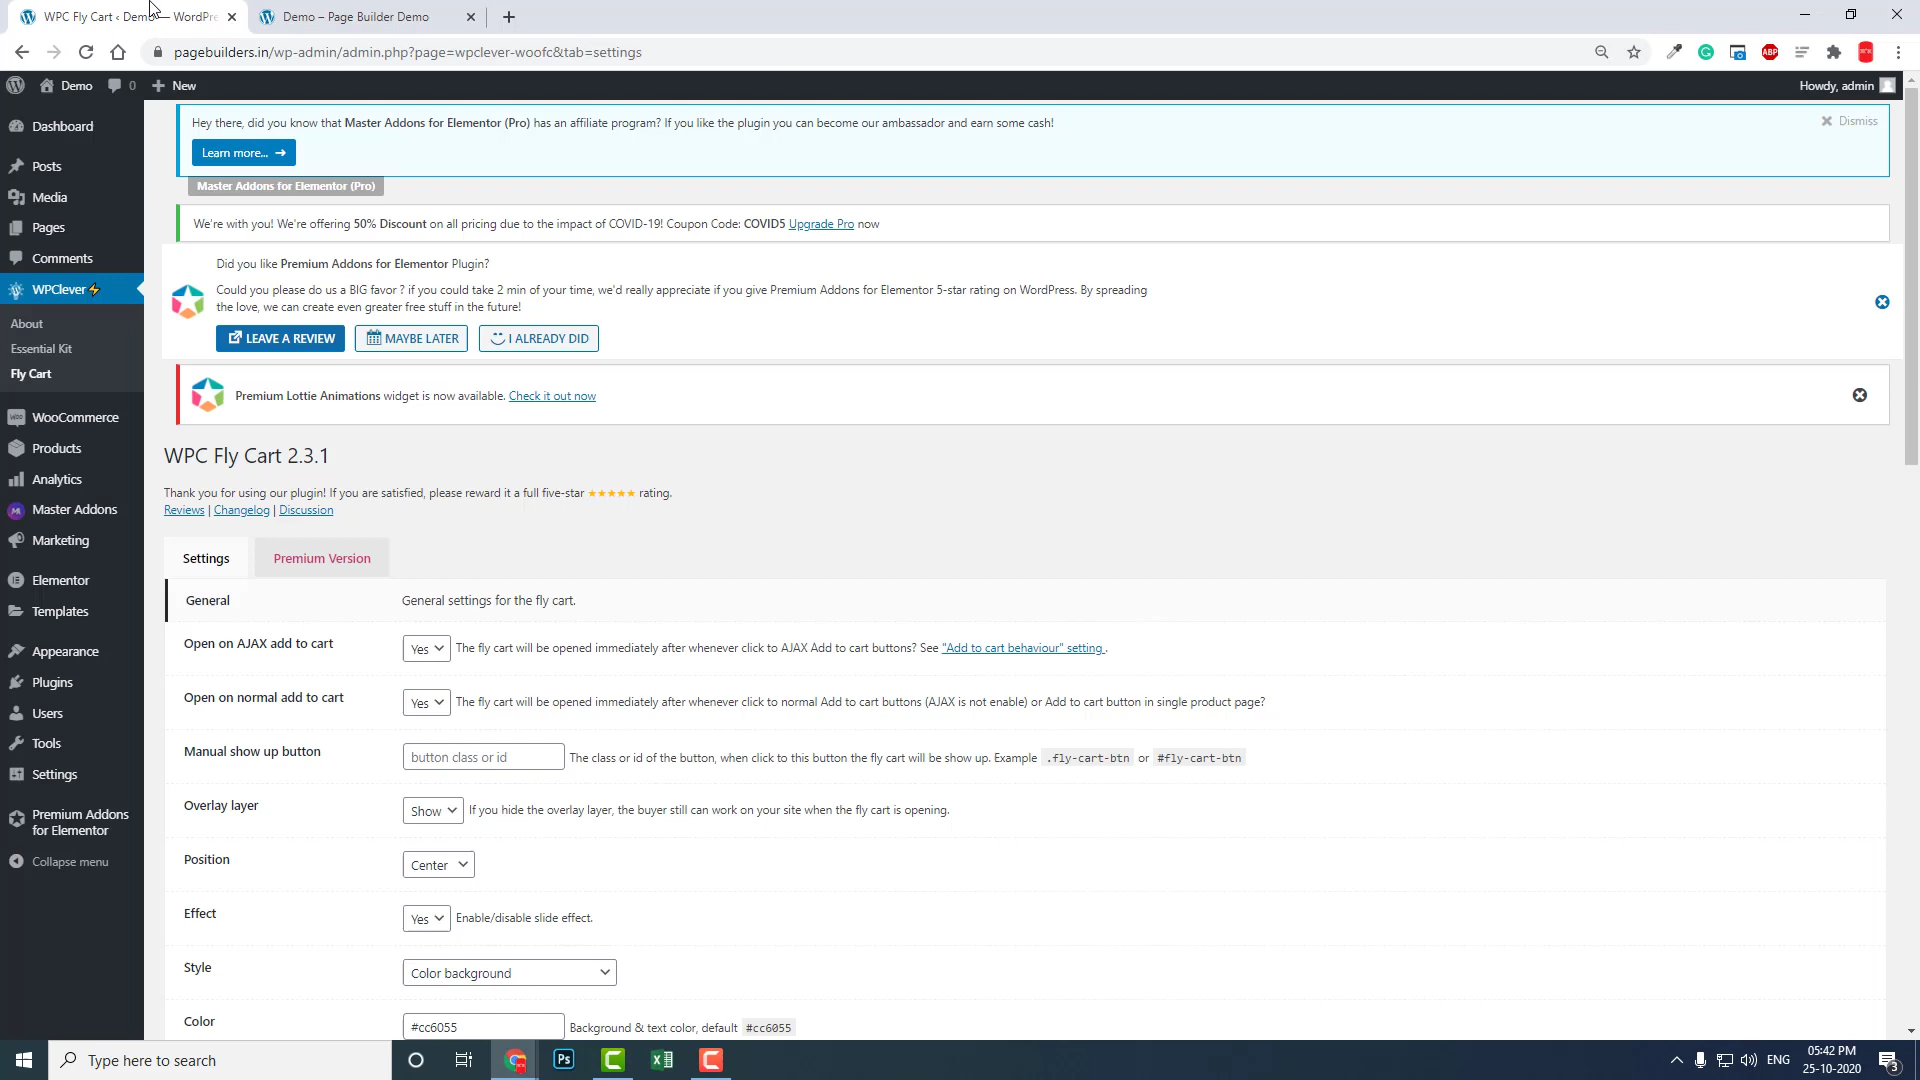 WPC Fly Cart ‹ Demo — WordPre
Demo – Page Builder Demo
pagebuilders.in/wp-admin/admin.php?page=wpclever-woofc&tab=settings
ABP
Demo
0
New
Howdy, admin
Dashboard
Posts
Media
Pages
Comments
WPClever⚡
About
Essential Kit
Fly Cart
WooCommerce
Products
Analytics
Master Addons
Marketing
Elementor
Templates
Appearance
Plugins
Users
Tools
Settings
Premium Addons
for Elementor
Collapse menu
Hey there, did you know that Master Addons for Elementor (Pro) has an affiliate program? If you like the plugin you can become our ambassador and earn some cash!
Dismiss
Learn more... →
Master Addons for Elementor (Pro)
We're with you! We're offering 50% Discount on all pricing due to the impact of COVID-19! Coupon Code: COVID5 Upgrade Pro now
Did you like Premium Addons for Elementor Plugin?
Could you please do us a BIG favor ? if you could take 2 min of your time, we'd really appreciate if you give Premium Addons for Elementor 5-star rating on WordPress. By spreading
the love, we can create even greater free stuff in the future!
LEAVE A REVIEW
MAYBE LATER
I ALREADY DID
Premium Lottie Animations widget is now available. Check it out now
WPC Fly Cart 2.3.1
Thank you for using our plugin! If you are satisfied, please reward it a full five-star ★★★★★ rating.
Reviews | Changelog | Discussion
Settings
Premium Version
General
General settings for the fly cart.
Open on AJAX add to cart
Yes
The fly cart will be opened immediately after whenever click to AJAX Add to cart buttons? See "Add to cart behaviour" setting .
Open on normal add to cart
Yes
The fly cart will be opened immediately after whenever click to normal Add to cart buttons (AJAX is not enable) or Add to cart button in single product page?
Manual show up button
button class or id
The class or id of the button, when click to this button the fly cart will be show up. Example .fly-cart-btn or #fly-cart-btn
Overlay layer
Show
If you hide the overlay layer, the buyer still can work on your site when the fly cart is opening.
Position
Center
Effect
Yes
Enable/disable slide effect.
Style
Color background
Color
#cc6055
Background & text color, default #cc6055
Type here to search
Ps
ENG
05:42 PM
25-10-2020
3